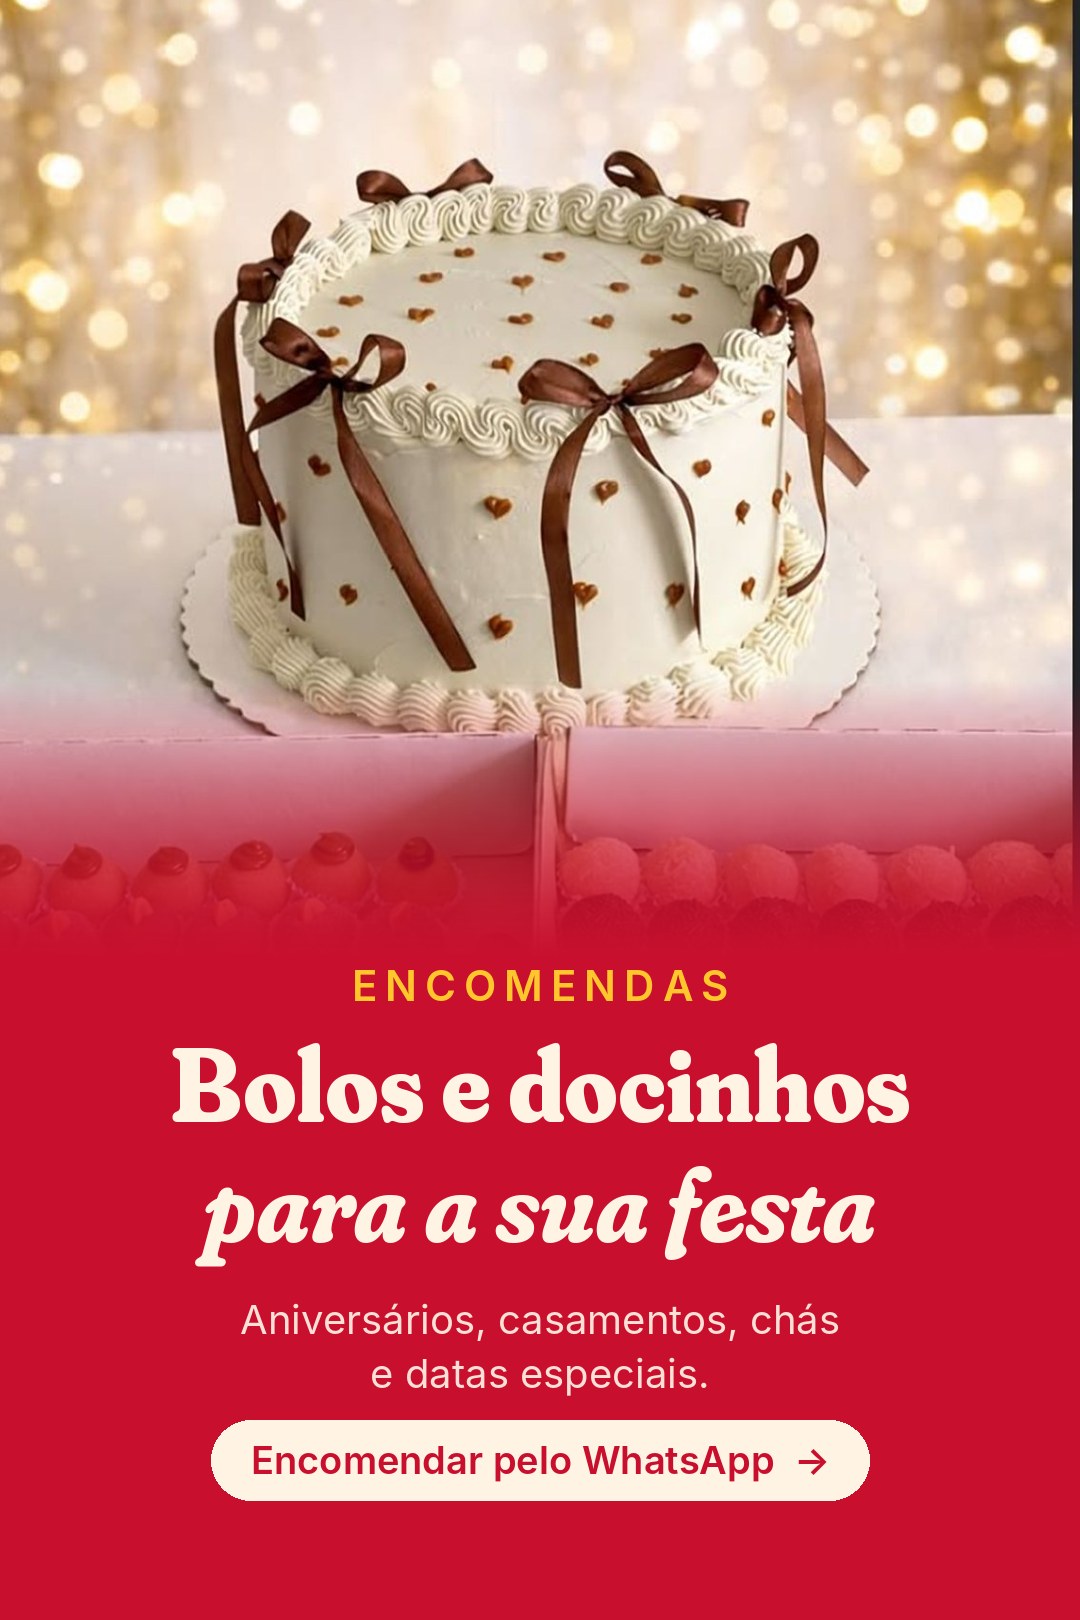 ENCOMENDAS
Bolos e docinhos
para a sua festa
Aniversários, casamentos, chás
e datas especiais.
Encomendar pelo WhatsApp →